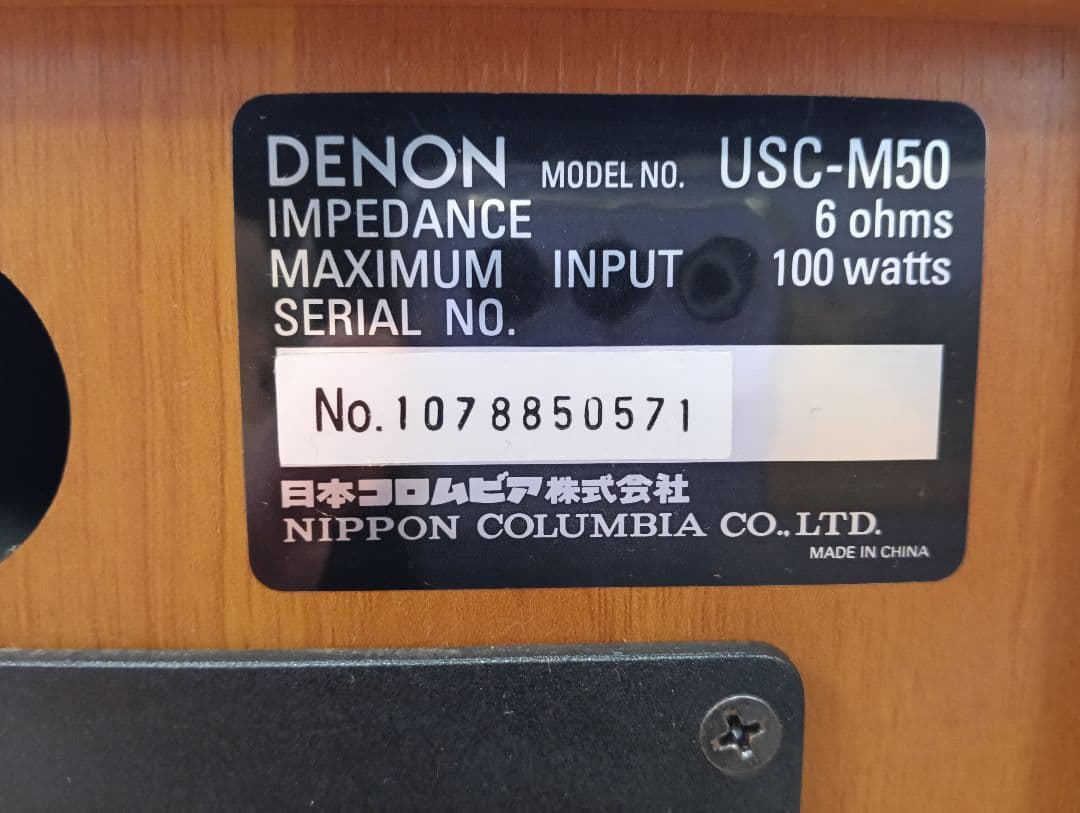 DENON MODEL NO. USC-M50
IMPEDANCE 6 ohms
MAXIMUM INPUT 100 watts
SERIAL NO.
No.1078850571
日本コロムビア株式会社
NIPPON COLUMBIA CO.,LTD.
MADE IN CHINA